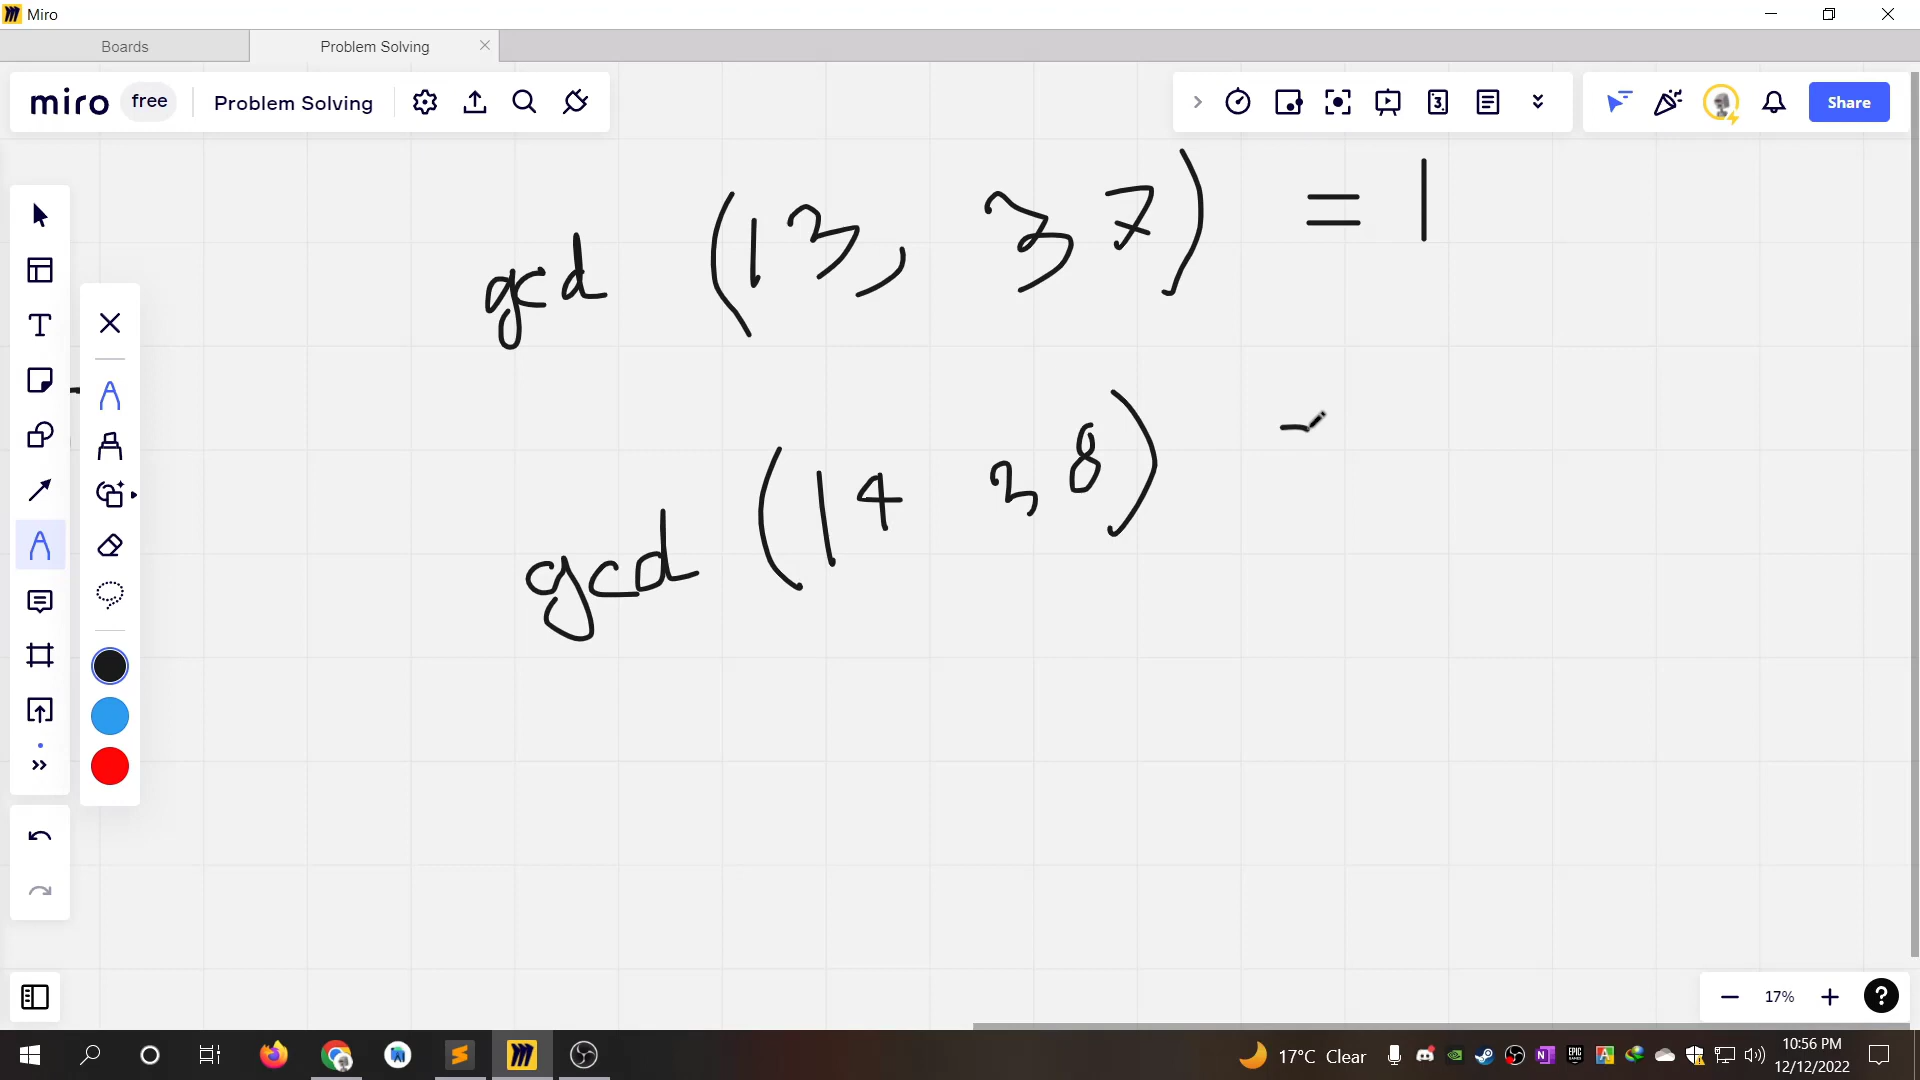 Miro
Boards
Problem Solving
miro free Problem Solving
3
Share
gcd (13, 37) = 1
gcd (14 38) -
T
17% ?
17°C Clear
10:56 PM
12/12/2022